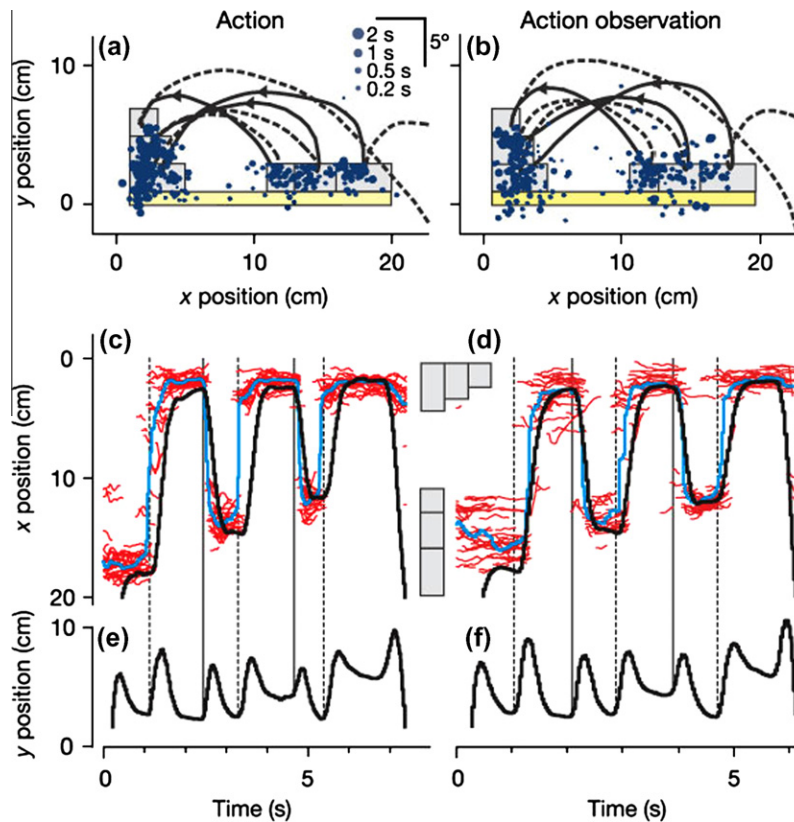 Action
Action observation
(a)
2 s
1 s
0.5 s
0.2 s
5°
(b)
10
0
y position (cm)
0
10
20
x position (cm)
0
10
20
x position (cm)
(c)
(d)
0
10
20
x position (cm)
(e)
(f)
10
0
y position (cm)
0
5
Time (s)
0
5
Time (s)